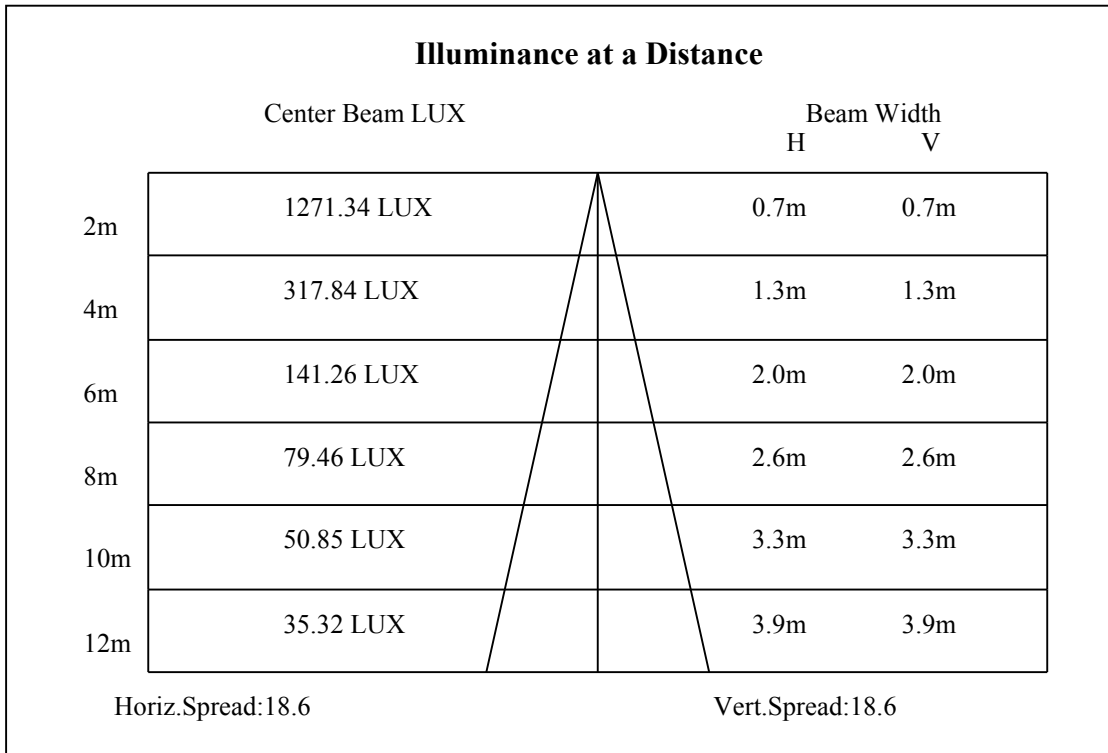 Illuminance at a Distance
Center Beam LUX Beam Width
H V
2m 1271.34 LUX 0.7m 0.7m
4m 317.84 LUX 1.3m 1.3m
6m 141.26 LUX 2.0m 2.0m
8m 79.46 LUX 2.6m 2.6m
10m 50.85 LUX 3.3m 3.3m
12m 35.32 LUX 3.9m 3.9m
Horiz.Spread:18.6 Vert.Spread:18.6